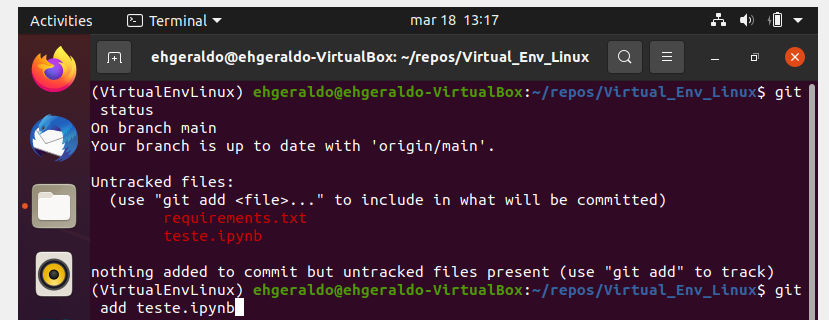 Activities Terminal mar 18 13:17
ehgeraldo@ehgeraldo-VirtualBox: ~/repos/Virtual_Env_Linux
(VirtualEnvLinux) ehgeraldo@ehgeraldo-VirtualBox:~/repos/Virtual_Env_Linux$ git
status
On branch main
Your branch is up to date with 'origin/main'.
Untracked files:
(use "git add <file>..." to include in what will be committed)
requirements.txt
teste.ipynb
nothing added to commit but untracked files present (use "git add" to track)
(VirtualEnvLinux) ehgeraldo@ehgeraldo-VirtualBox:~/repos/Virtual_Env_Linux$ git
add teste.ipynb